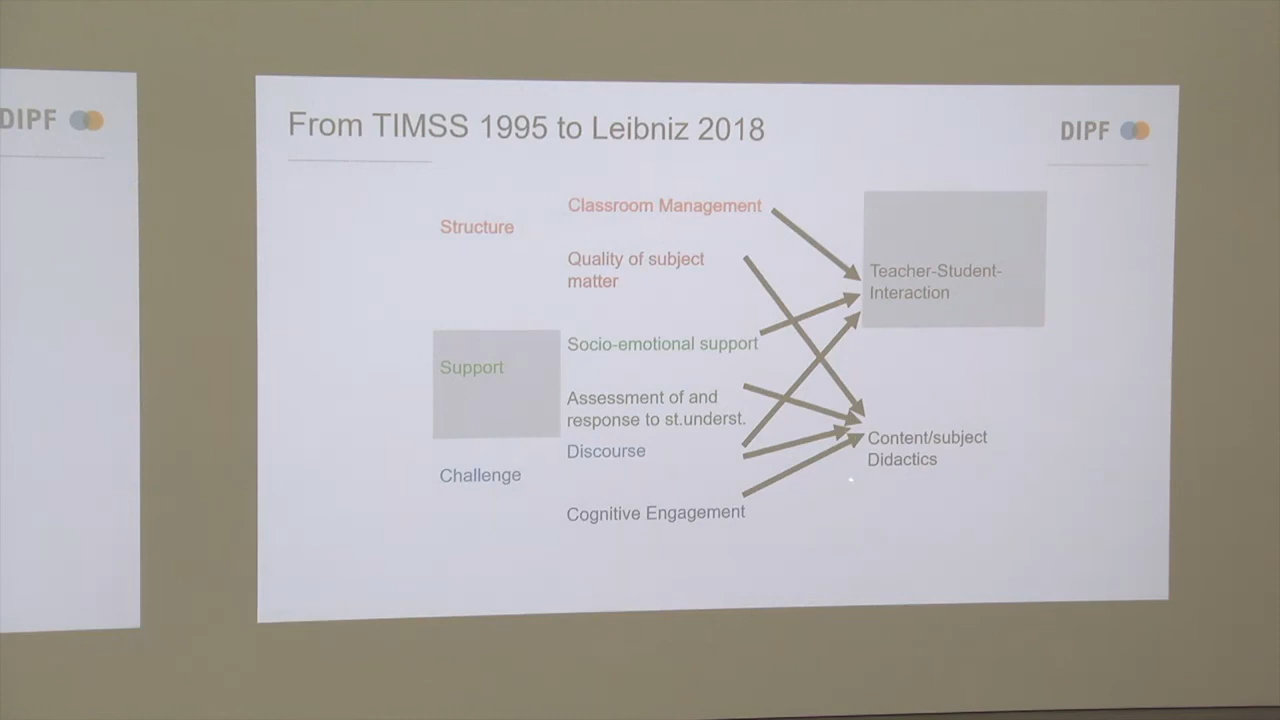 DIPF
From TIMSS 1995 to Leibniz 2018
DIPF
Structure
Classroom Management
Quality of subject
matter
Teacher-Student-
Interaction
Support
Socio-emotional support
Assessment of and
response to st.underst.
Discourse
Challenge
Cognitive Engagement
Content/subject
Didactics